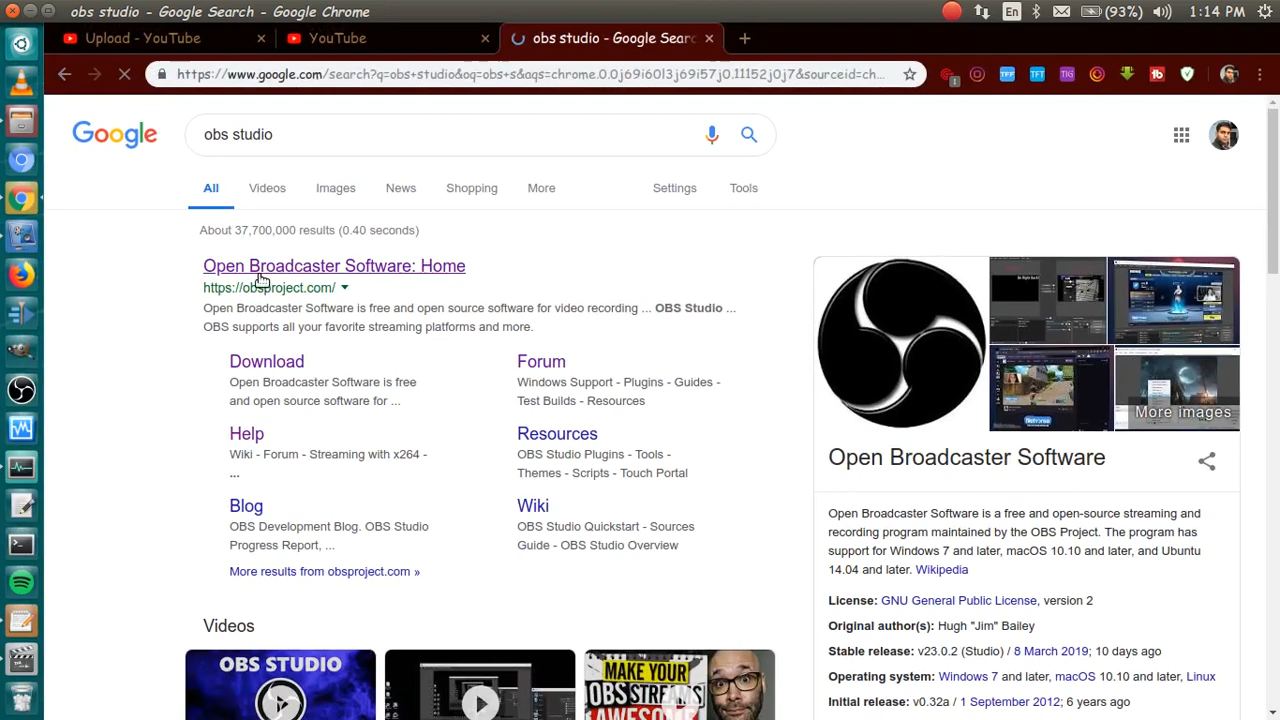 obs studio - Google Search - Google Chrome
En
(93%)
1:14 PM
Upload - YouTube
YouTube
obs studio - Google Sear
https://www.google.com/search?q=obs+studio&oq=obs+s&aqs=chrome.0.0j69i60l3j69i57j0.11152j0j7&sourceid=ch...
1
TFF
TFT
TIG
Google
obs studio
All
Videos
Images
News
Shopping
More
Settings
Tools
About 37,700,000 results (0.40 seconds)
Open Broadcaster Software: Home
https://obsproject.com/
Open Broadcaster Software is free and open source software for video recording ... OBS Studio ...
OBS supports all your favorite streaming platforms and more.
Download
Open Broadcaster Software is free
and open source software for ...
Forum
Windows Support - Plugins - Guides -
Test Builds - Resources
Help
Wiki - Forum - Streaming with x264 -
...
Resources
OBS Studio Plugins - Tools -
Themes - Scripts - Touch Portal
Blog
OBS Development Blog. OBS Studio
Progress Report, ...
Wiki
OBS Studio Quickstart - Sources
Guide - OBS Studio Overview
More results from obsproject.com »
Videos
OBS STUDIO
MAKE YOUR
OBS STREAMS
AWESOME
More images
Open Broadcaster Software
Open Broadcaster Software is a free and open-source streaming and
recording program maintained by the OBS Project. The program has
support for Windows 7 and later, macOS 10.10 and later, and Ubuntu
14.04 and later. Wikipedia
License: GNU General Public License, version 2
Original author(s): Hugh "Jim" Bailey
Stable release: v23.0.2 (Studio) / 8 March 2019; 10 days ago
Operating system: Windows 7 and later, macOS 10.10 and later, Linux
Initial release: v0.32a / 1 September 2012; 6 years ago